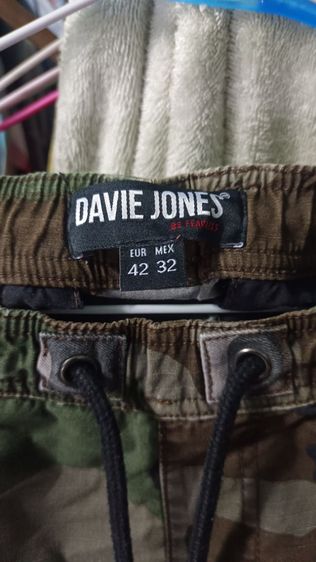 DAVIE JONES®
BE FEARLESS
EUR MEX
42 32